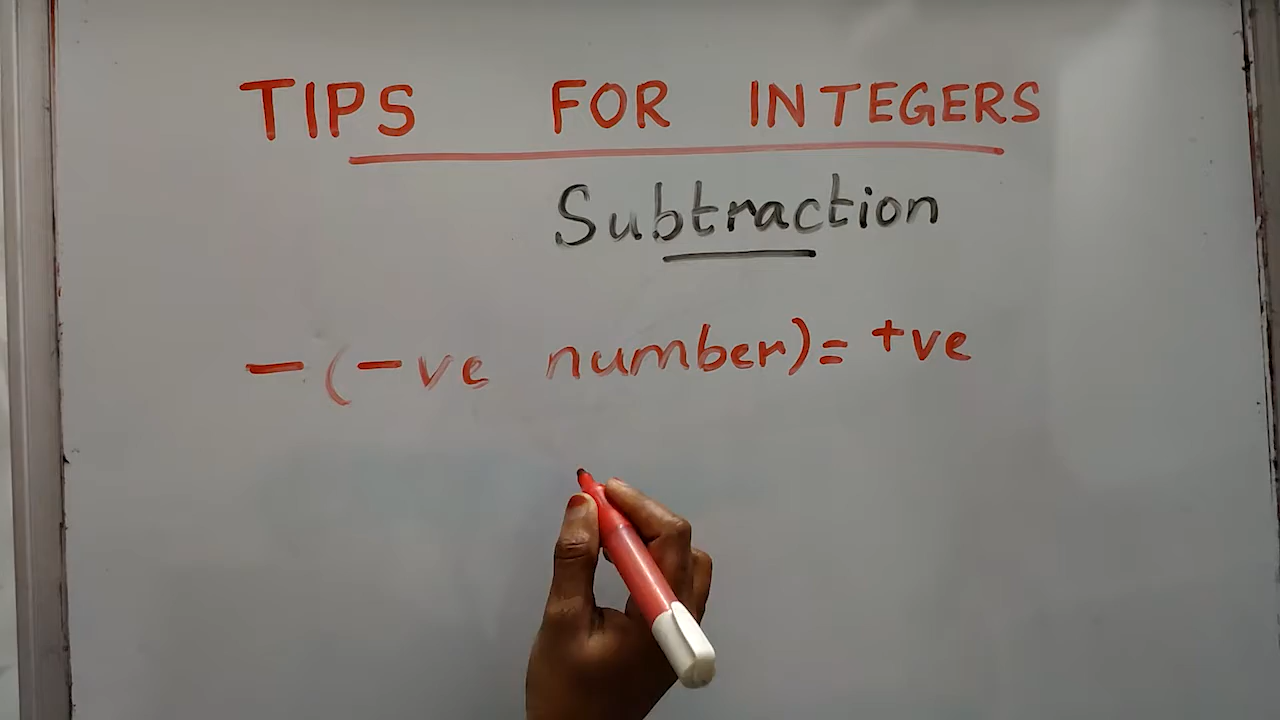 TIPS FOR INTEGERS
Subtraction
- (-ve number) = +ve